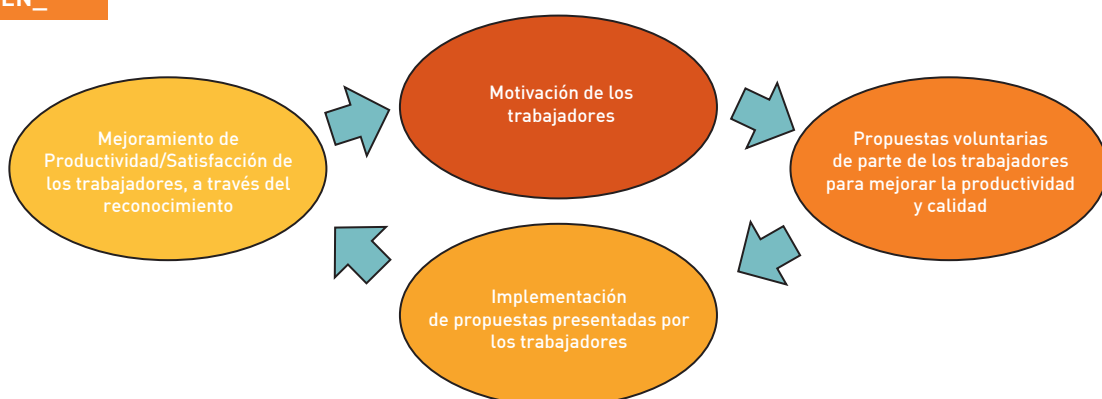 EN_
Motivación de los
trabajadores
Mejoramiento de
Productividad/Satisfacción de
los trabajadores, a través del
reconocimiento
Propuestas voluntarias
de parte de los trabajadores
para mejorar la productividad
y calidad
Implementación
de propuestas presentadas por
los trabajadores